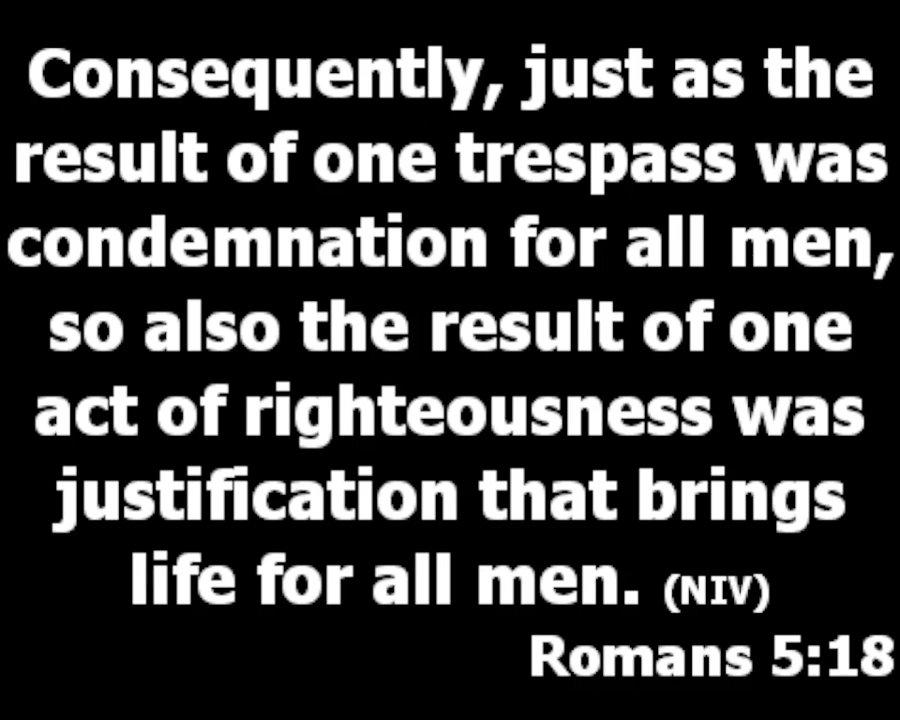 Consequently, just as the
result of one trespass was
condemnation for all men,
so also the result of one
act of righteousness was
justification that brings
life for all men. (NIV)
Romans 5:18